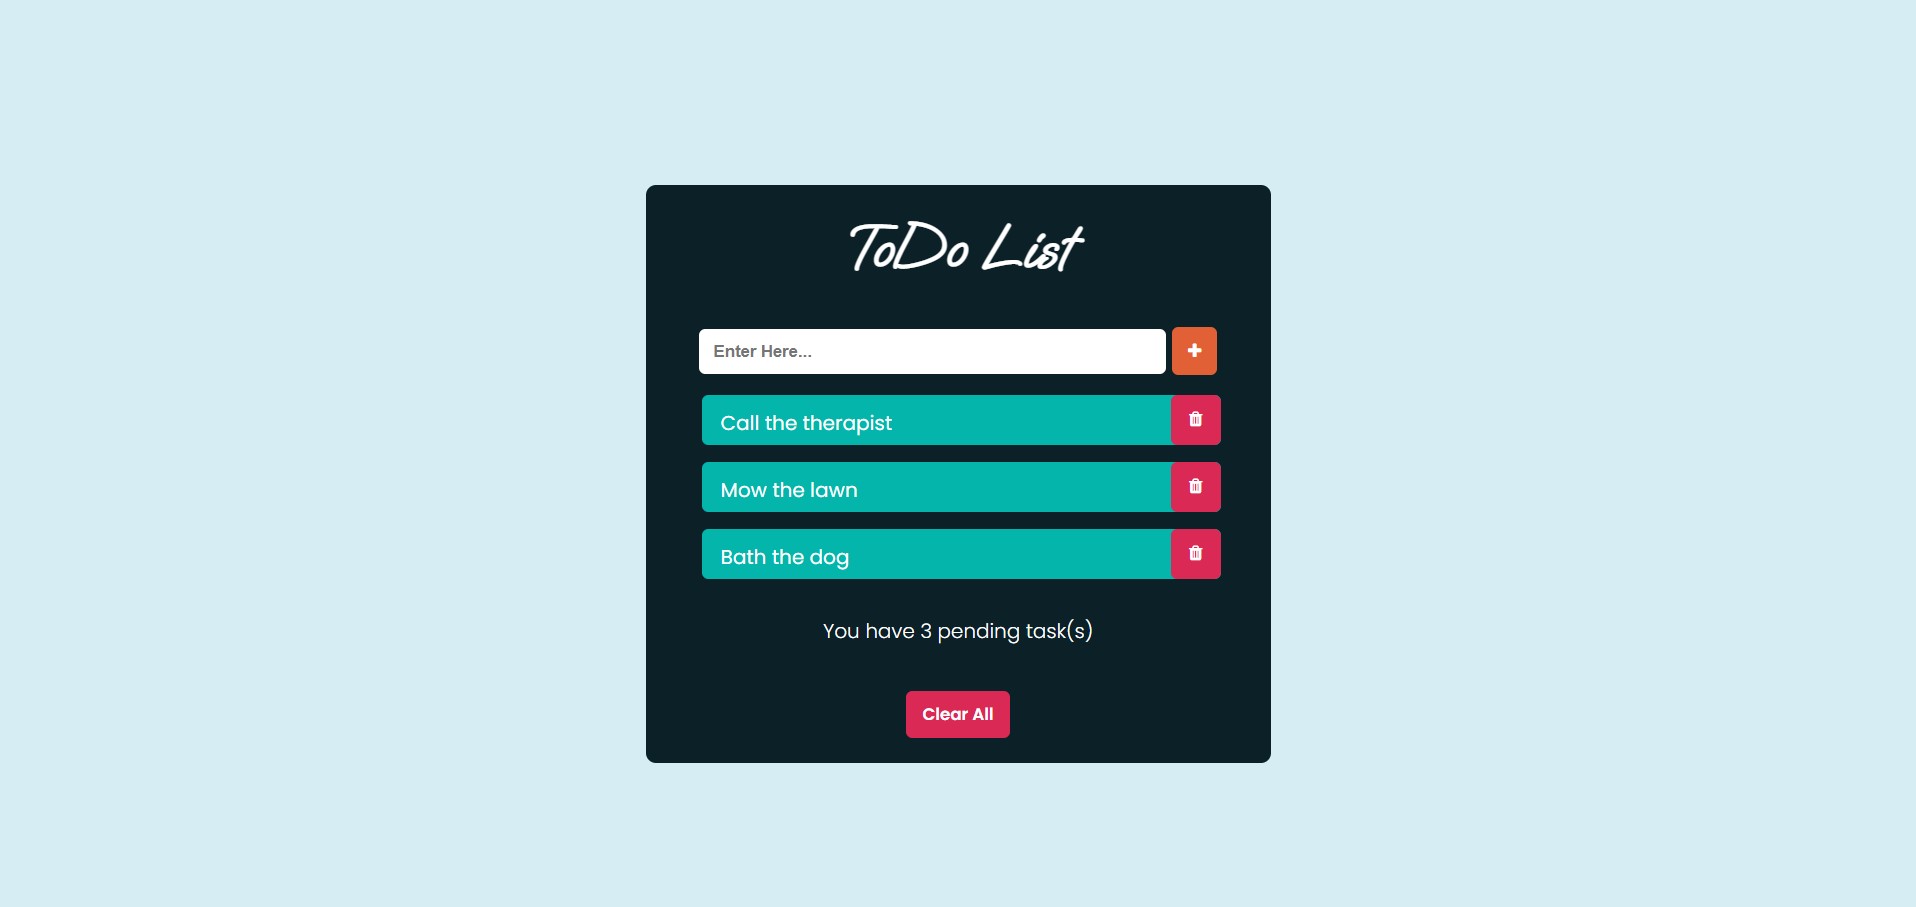 ToDo List
Enter Here...
Call the therapist
Mow the lawn
Bath the dog
You have 3 pending task(s)
Clear All